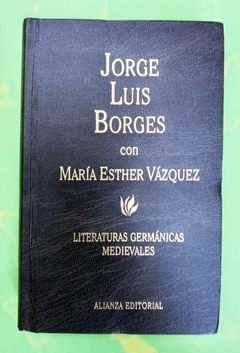 JORGE
LUIS
BORGES
con
MARÍA ESTHER VÁZQUEZ
LITERATURAS GERMÁNICAS
MEDIEVALES
ALIANZA EDITORIAL